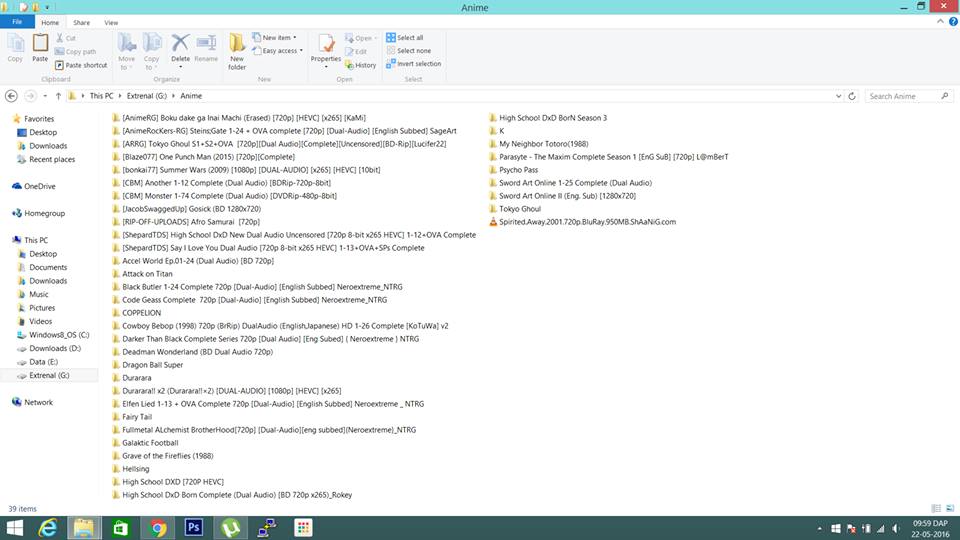 Anime
File
Home
Share
View
Copy
Paste
Cut
Copy path
Paste shortcut
Clipboard
Move to
Copy to
Delete
Rename
Organize
New folder
New item
Easy access
New
Properties
Open
Edit
History
Open
Select all
Select none
Invert selection
Select
This PC
Extrenal (G:)
Anime
Search Anime
Favorites
Desktop
Downloads
Recent places
OneDrive
Homegroup
This PC
Desktop
Documents
Downloads
Music
Pictures
Videos
Windows8_OS (C:)
Downloads (D:)
Data (E:)
Extrenal (G:)
Network
[AnimeRG] Boku dake ga Inai Machi (Erased) [720p] [HEVC] [x265] [KaMi]
[AnimeRocKers-RG] Steins;Gate 1-24 + OVA complete [720p] [Dual-Audio] [English Subbed] SageArt
[ARRG] Tokyo Ghoul S1+S2+OVA [720p][Dual-Audio][Complete][Uncensored][BD-Rip][Lucifer22]
[Blaze077] One Punch Man (2015) [720p][Complete]
[bonkai77] Summer Wars (2009) [1080p] [DUAL-AUDIO] [x265] [HEVC] [10bit]
[CBM] Another 1-12 Complete (Dual Audio) [BDRip-720p-8bit]
[CBM] Monster 1-74 Complete (Dual Audio) [DVDRip-480p-8bit]
[JacobSwaggedUp] Gosick (BD 1280x720)
[RIP-OFF-UPLOADS] Afro Samurai [720p]
[ShepardTDS] High School DxD New Dual Audio Uncensored [720p 8-bit x265 HEVC] 1-12+OVA Complete
[ShepardTDS] Say I Love You Dual Audio [720p 8-bit x265 HEVC] 1-13+OVA+SPs Complete
Accel World Ep.01-24 (Dual Audio) [BD 720p]
Attack on Titan
Black Butler 1-24 Complete 720p [Dual-Audio] [English Subbed] Neroextreme_NTRG
Code Geass Complete 720p [Dual-Audio] [English Subbed] Neroextreme_NTRG
COPPELION
Cowboy Bebop (1998) 720p (BrRip) DualAudio (English,Japanese) HD 1-26 Complete [KoTuWa] v2
Darker Than Black Complete Series 720p [Dual Audio] [Eng Subed] ( Neroextreme ) NTRG
Deadman Wonderland (BD Dual Audio 720p)
Dragon Ball Super
Durarara
Durarara!! x2 (Durarara!!×2) [DUAL-AUDIO] [1080p] [HEVC] [x265]
Elfen Lied 1-13 + OVA Complete 720p [Dual-Audio] [English Subbed] Neroextreme _ NTRG
Fairy Tail
Fullmetal ALchemist BrotherHood[720p] [Dual-Audio][eng subbed](Neroextreme)_NTRG
Galactic Football
Grave of the Fireflies (1988)
Hellsing
High School DXD [720P HEVC]
High School DxD Born Complete (Dual Audio) [BD 720p x265)_Rokey
High School DxD BorN Season 3
K
My Neighbor Totoro(1988)
Parasyte - The Maxim Complete Season 1 [EnG SuB] [720p] L@mBerT
Psycho Pass
Sword Art Online 1-25 Complete (Dual Audio)
Sword Art Online II (Eng. Sub) [1280x720]
Tokyo Ghoul
Spirited.Away.2001.720p.BluRay.950MB.ShAaNiG.com
39 items
Ps
09:59 DAP
22-05-2016